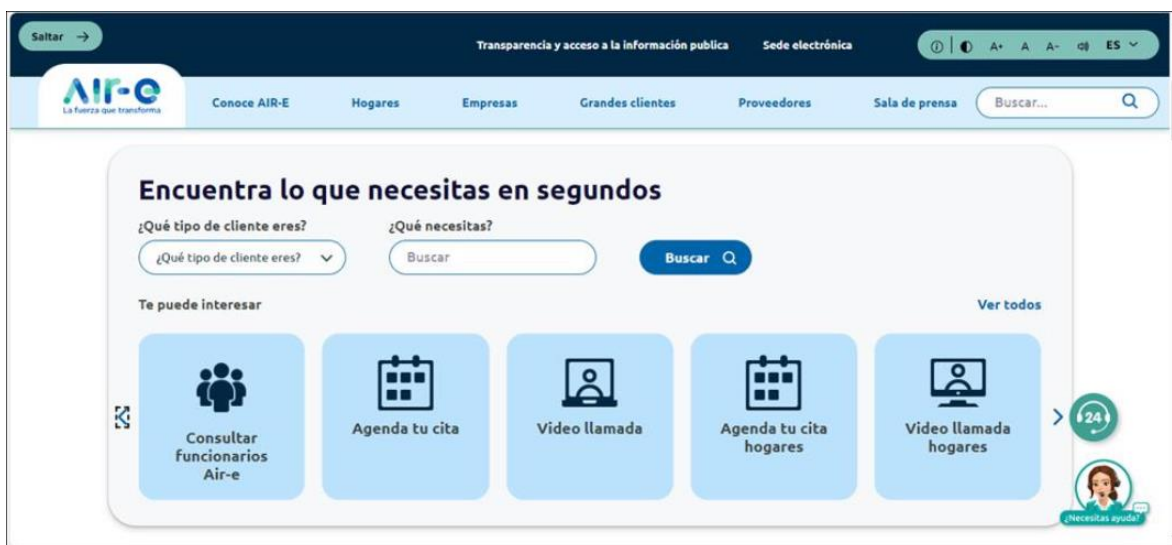 Saltar →
Transparencia y acceso a la información publica
Sede electrónica
A+ A A- ES
AIr-e
La fuerza que transforma
Conoce AIR-E
Hogares
Empresas
Grandes clientes
Proveedores
Sala de prensa
Buscar...
Encuentra lo que necesitas en segundos
¿Qué tipo de cliente eres?
¿Qué necesitas?
¿Qué tipo de cliente eres?
Buscar
Buscar
Te puede interesar
Ver todos
Consultar
funcionarios
Air-e
Agenda tu cita
Video llamada
Agenda tu cita
hogares
Video llamada
hogares
24
¿Necesitas ayuda?